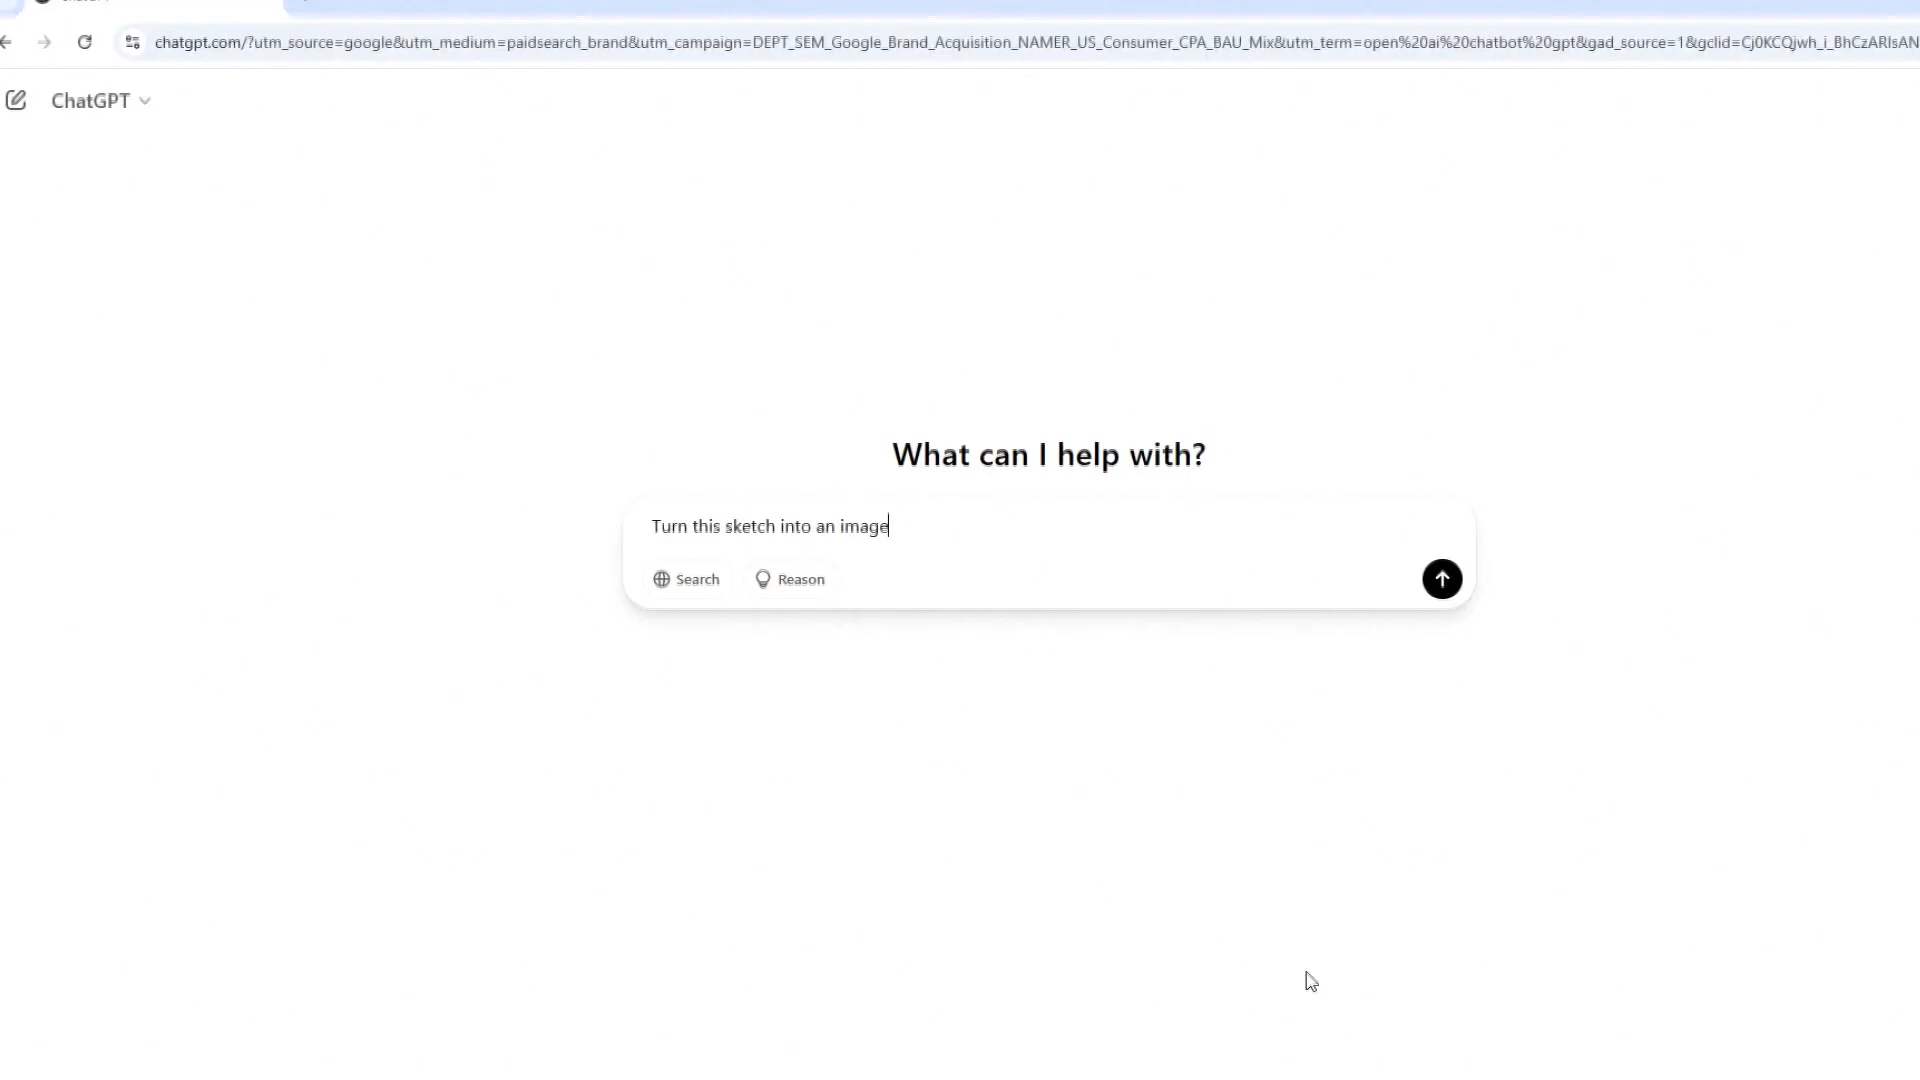 chatgpt.com/?utm_source=google&utm_medium=paidsearch_brand&utm_campaign=DEPT_SEM_Google_Brand_Acquisition_NAMER_US_Consumer_CPA_BAU_Mix&utm_term=open%20ai%20chatbot%20gpt&gad_source=1&gclid=Cj0KCQjwh_i_BhCzARIsAN
ChatGPT
What can I help with?
Turn this sketch into an image
Search
Reason